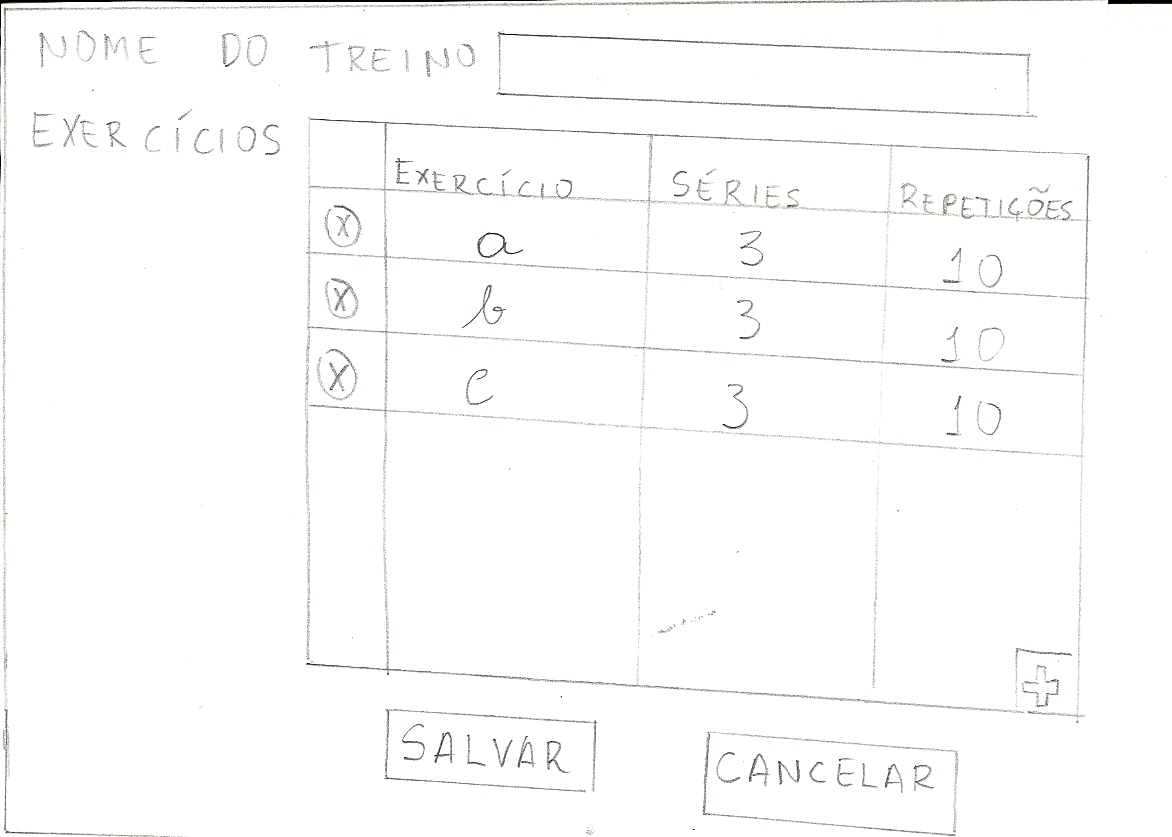 NOME DO TREINO
EXERCÍCIOS
EXERCÍCIO SÉRIES REPETIÇÕES
X a 3 10
X b 3 10
X c 3 10
SALVAR CANCELAR